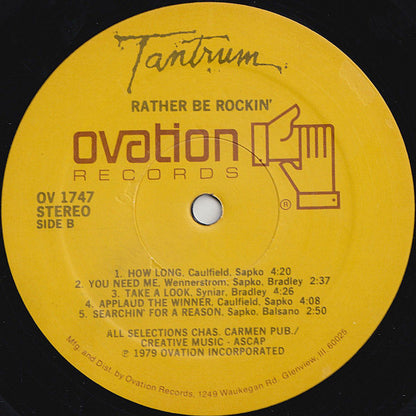 Tantrum
RATHER BE ROCKIN'
ovation
RECORDS
®
OV 1747
STEREO
SIDE B
1. HOW LONG. Caulfield. Sapko 4:20
2. YOU NEED ME. Wennerstrom. Sapko, Bradley 2:37
3. TAKE A LOOK. Syniar, Bradley 4:26
4. APPLAUD THE WINNER. Caulfield, Sapko 4:08
5. SEARCHIN' FOR A REASON. Sapko, Balsano 2:50
ALL SELECTIONS CHAS. CARMEN PUB./
CREATIVE MUSIC - ASCAP
℗ 1979 OVATION INCORPORATED
Mfg. and Dist. by Ovation Records, 1249 Waukegan Rd. Glenview, Ill. 60025